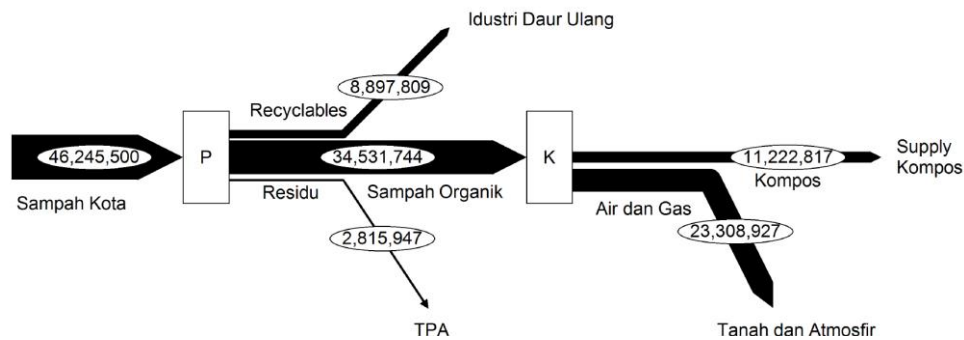 Idustri Daur Ulang
8,897,809
Recyclables
46,245,500
P
34,531,744
K
11,222,817
Supply
Kompos
Sampah Kota
Residu
Sampah Organik
Kompos
Air dan Gas
2,815,947
23,308,927
TPA
Tanah dan Atmosfir